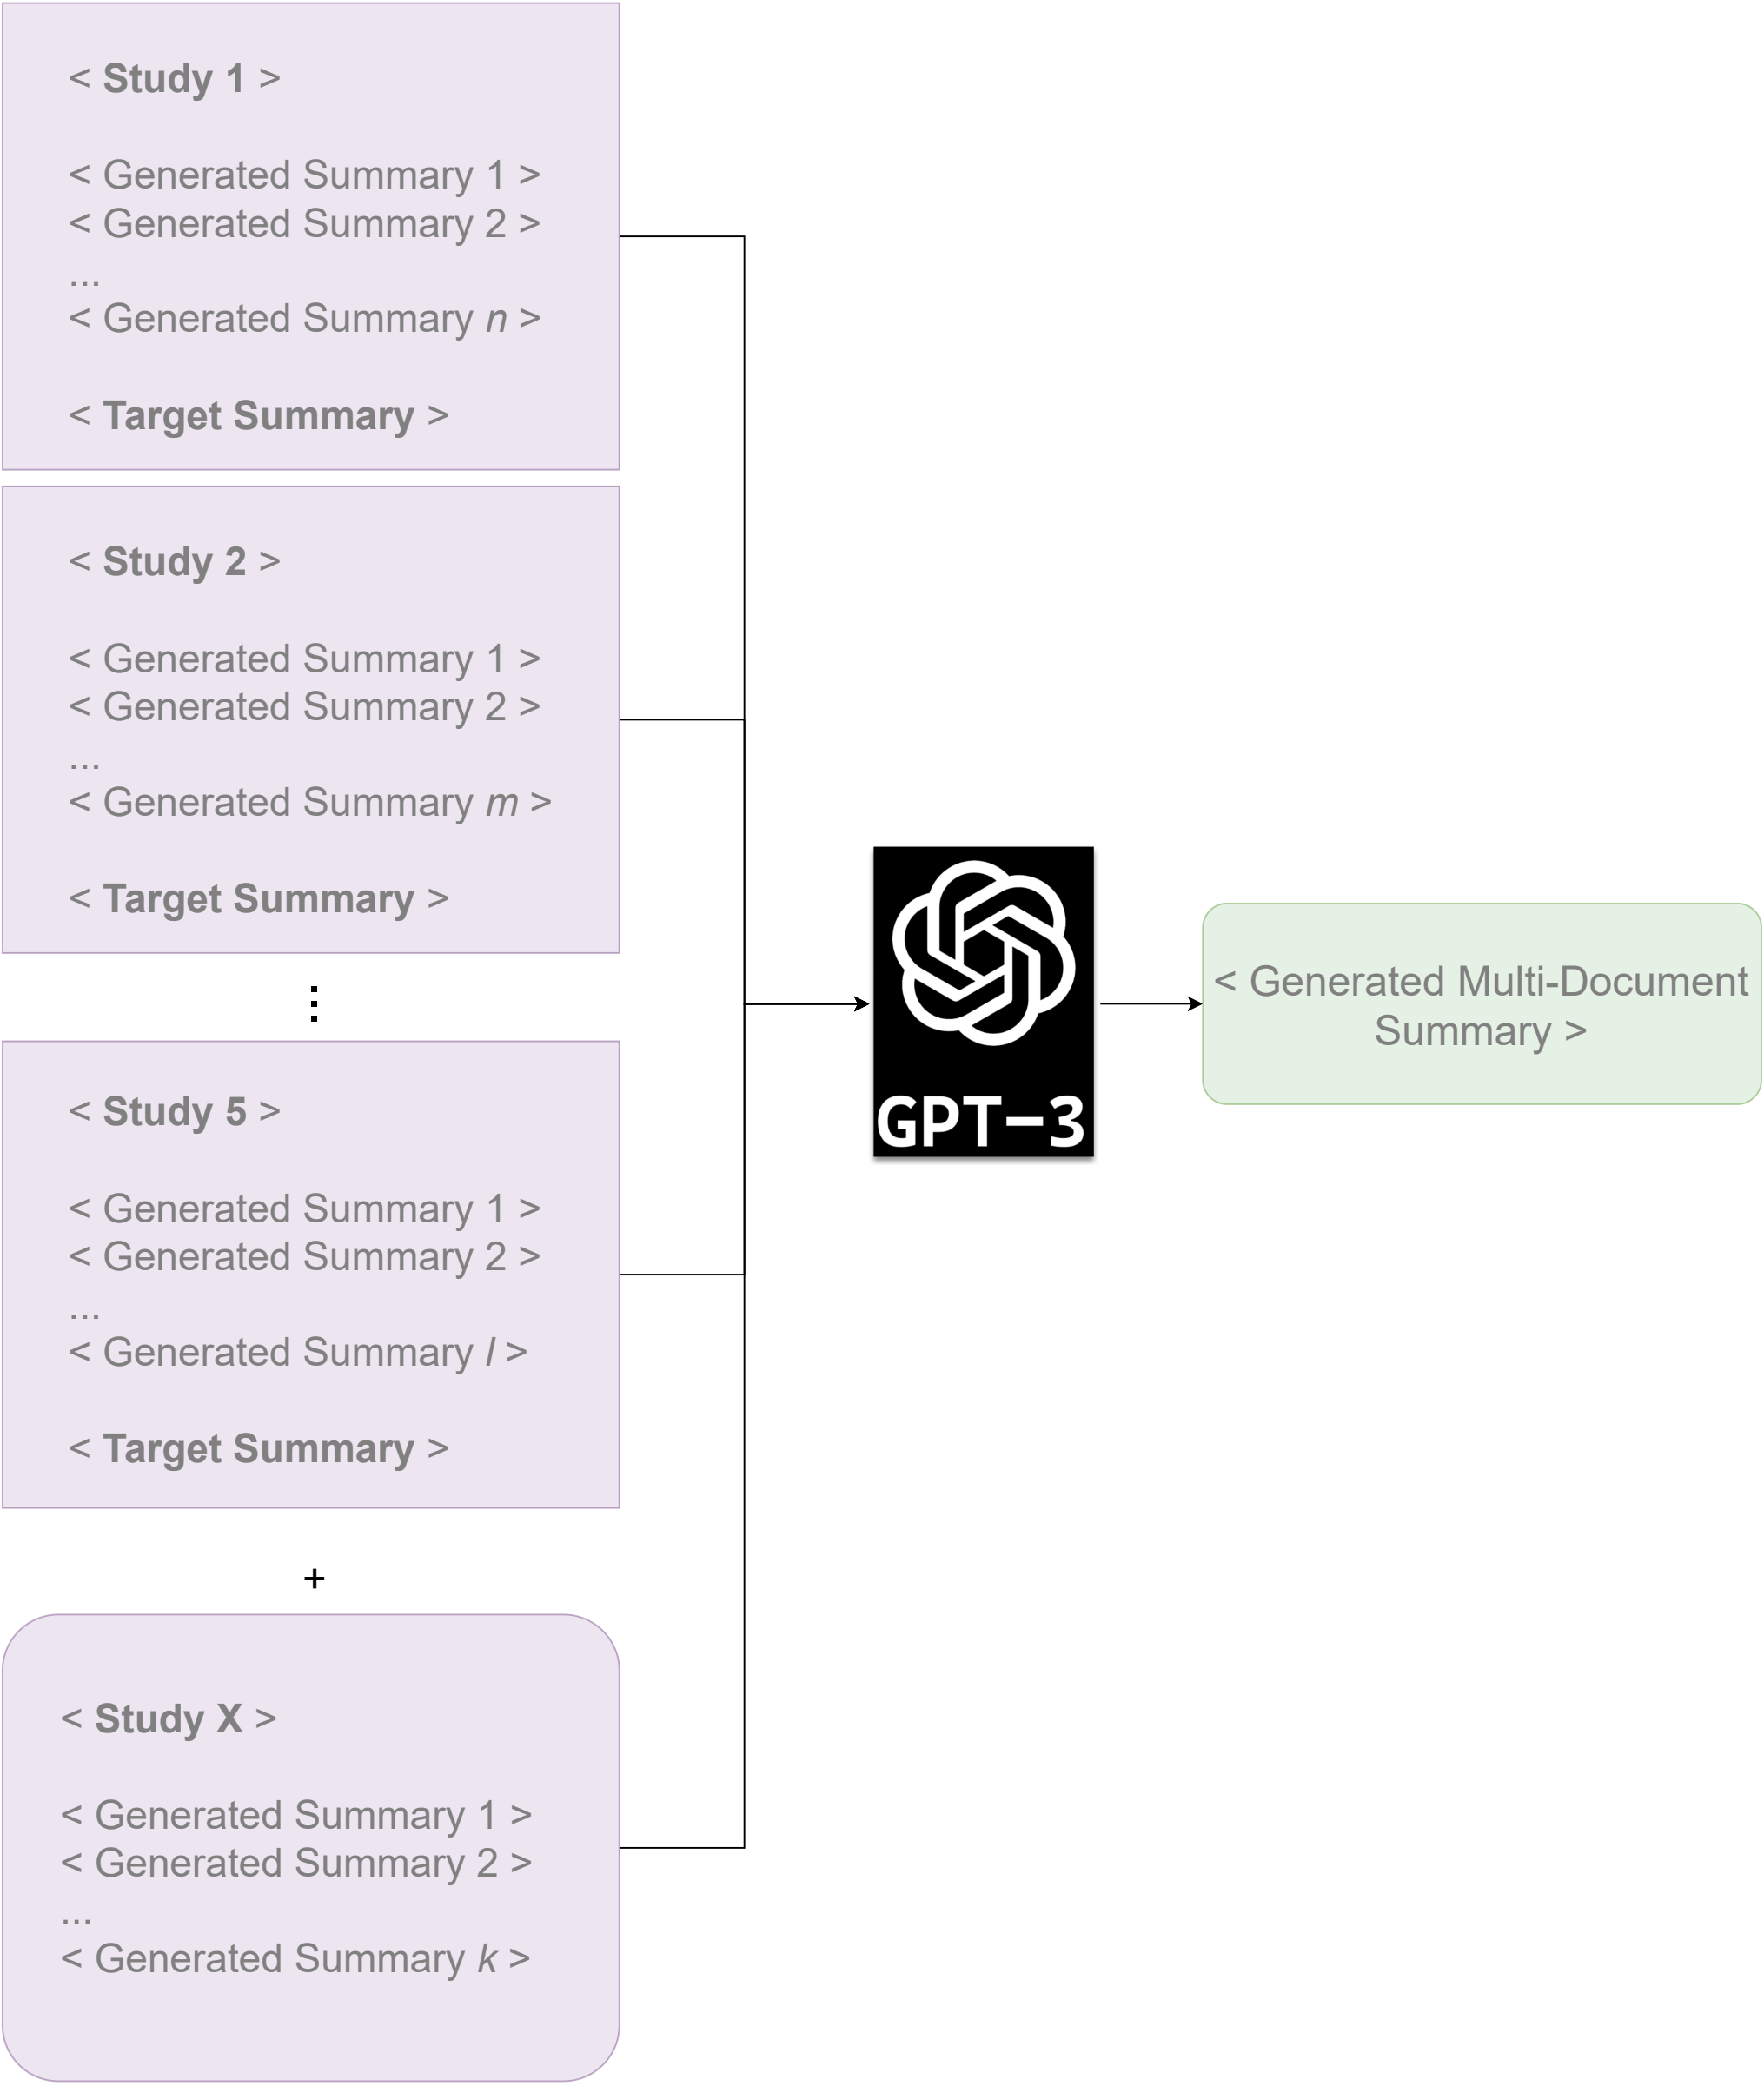 < Study 1 >
< Generated Summary 1 >
< Generated Summary 2 >
...
< Generated Summary n >
< Target Summary >
< Study 2 >
< Generated Summary 1 >
< Generated Summary 2 >
...
< Generated Summary m >
< Target Summary >
< Study 5 >
< Generated Summary 1 >
< Generated Summary 2 >
...
< Generated Summary l >
< Target Summary >
+
< Study X >
< Generated Summary 1 >
< Generated Summary 2 >
...
< Generated Summary k >
GPT-3
< Generated Multi-Document
Summary >